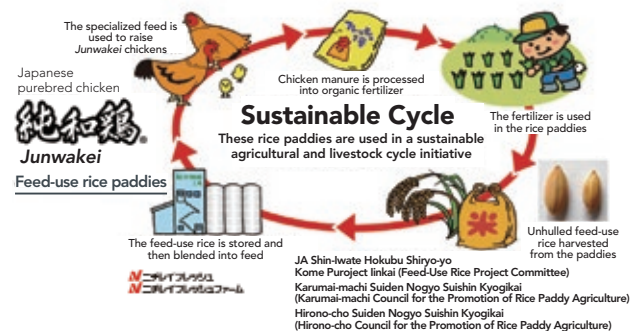 The specialized feed is
used to raise
Junwakei chickens
Japanese
purebred chicken
純和鶏®
Junwakei
Feed-use rice paddies
Chicken manure is processed
into organic fertilizer
Sustainable Cycle
These rice paddies are used in a sustainable
agricultural and livestock cycle initiative
The fertilizer is used
in the rice paddies
米
Unhulled feed-use
rice harvested
from the paddies
The feed-use rice is stored and
then blended into feed
ニチレイフレッシュ
ニチレイフレッシュファーム
JA Shin-Iwate Hokubu Shiryo-yo
Kome Puroject Iinkai (Feed-Use Rice Project Committee)
Karumai-machi Suiden Nogyo Suishin Kyogikai
(Karumai-machi Council for the Promotion of Rice Paddy Agriculture)
Hirono-cho Suiden Nogyo Suishin Kyogikai
(Hirono-cho Council for the Promotion of Rice Paddy Agriculture)